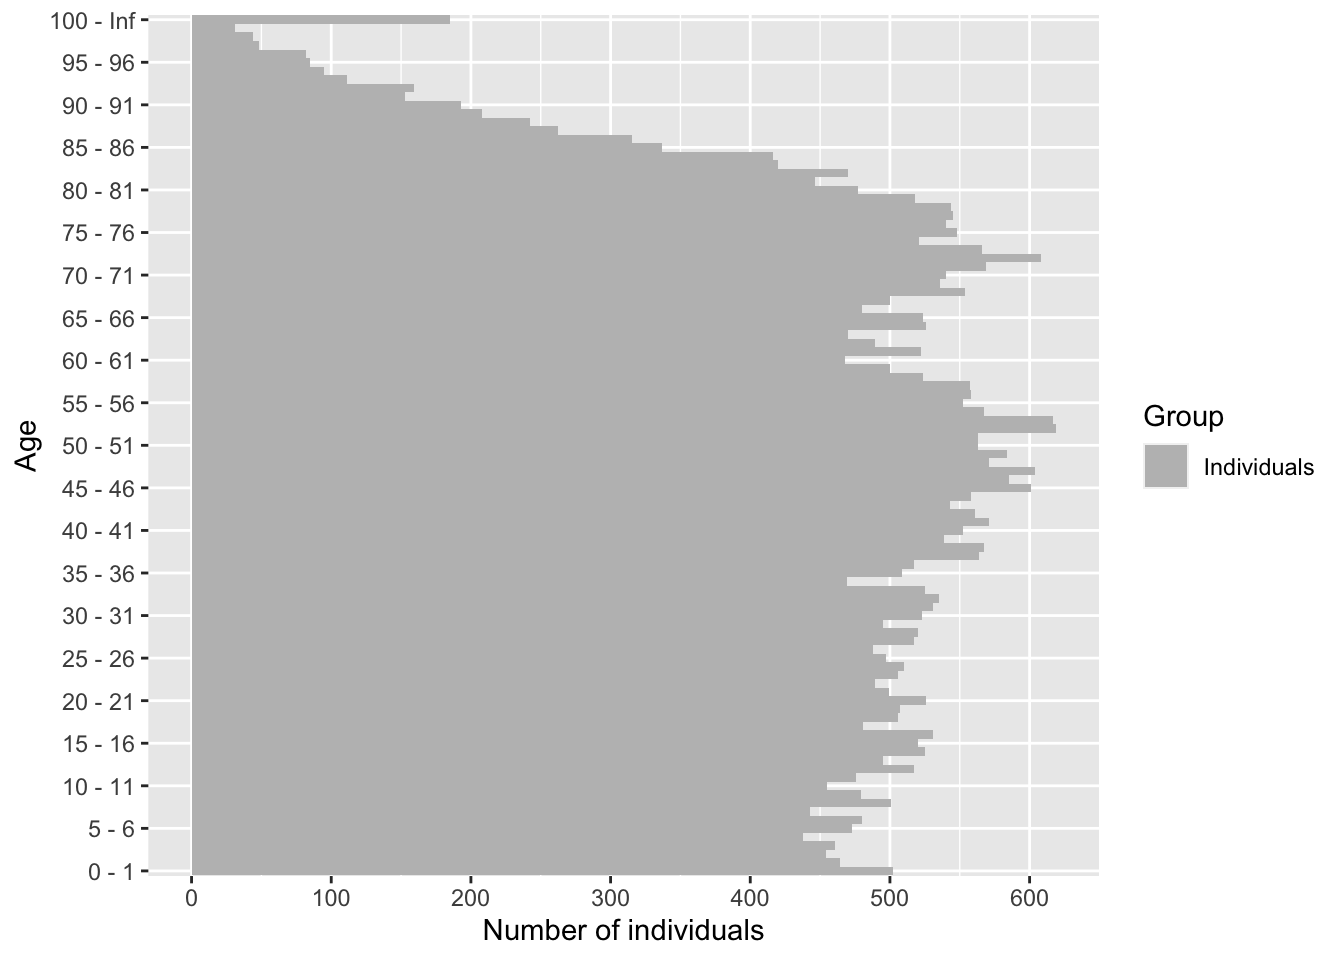 100 - Inf
95 - 96
90 - 91
85 - 86
80 - 81
75 - 76
70 - 71
65 - 66
60 - 61
55 - 56
50 - 51
45 - 46
40 - 41
35 - 36
30 - 31
25 - 26
20 - 21
15 - 16
10 - 11
5 - 6
0 - 1
Age
0 100 200 300 400 500 600
Number of individuals
Group
Individuals